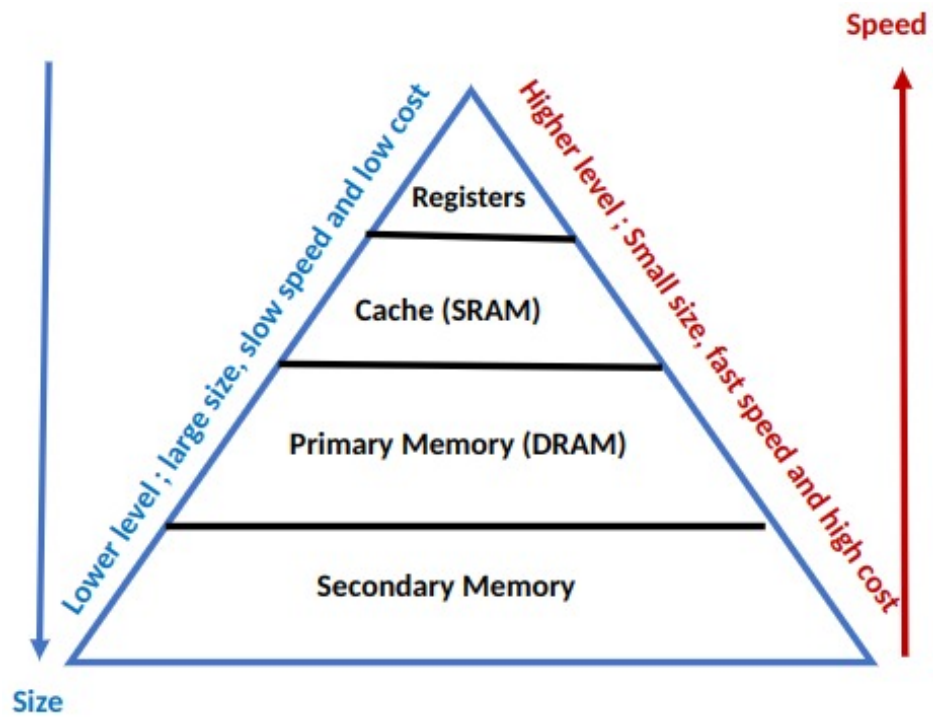 Speed
Lower level ; large size, slow speed and low cost
Higher level ; Small size, fast speed and high cost
Registers
Cache (SRAM)
Primary Memory (DRAM)
Secondary Memory
Size